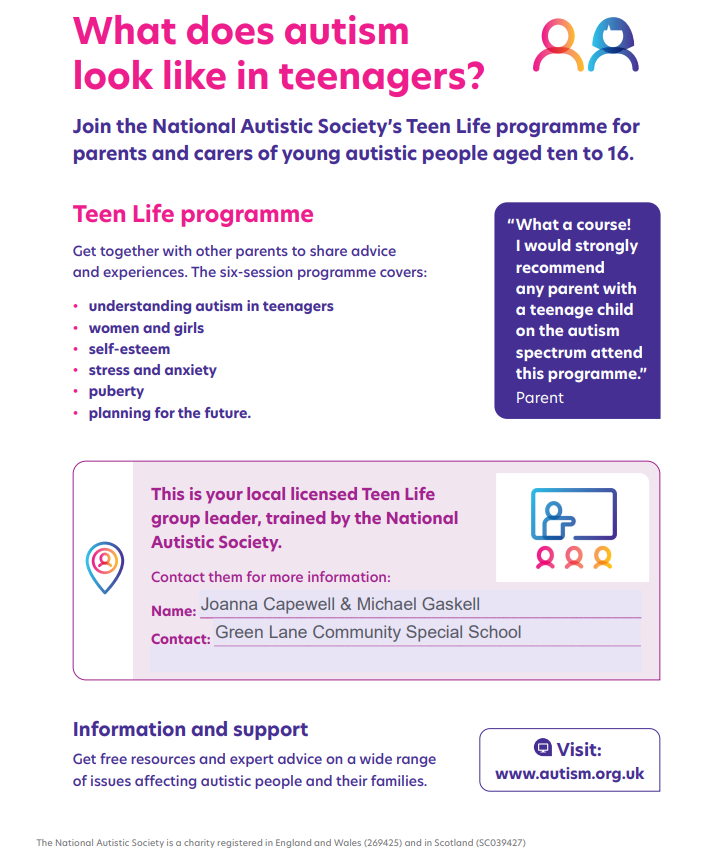 What does autism
look like in teenagers?
Join the National Autistic Society's Teen Life programme for
parents and carers of young autistic people aged ten to 16.
Teen Life programme
Get together with other parents to share advice
and experiences. The six-session programme covers:
• understanding autism in teenagers
• women and girls
• self-esteem
• stress and anxiety
• puberty
• planning for the future.
“What a course!
I would strongly
recommend
any parent with
a teenage child
on the autism
spectrum attend
this programme.”
Parent
This is your local licensed Teen Life
group leader, trained by the National
Autistic Society.
Contact them for more information:
Name: Joanna Capewell & Michael Gaskell
Contact: Green Lane Community Special School
Information and support
Get free resources and expert advice on a wide range
of issues affecting autistic people and their families.
Visit:
www.autism.org.uk
The National Autistic Society is a charity registered in England and Wales (269425) and in Scotland (SC039427)